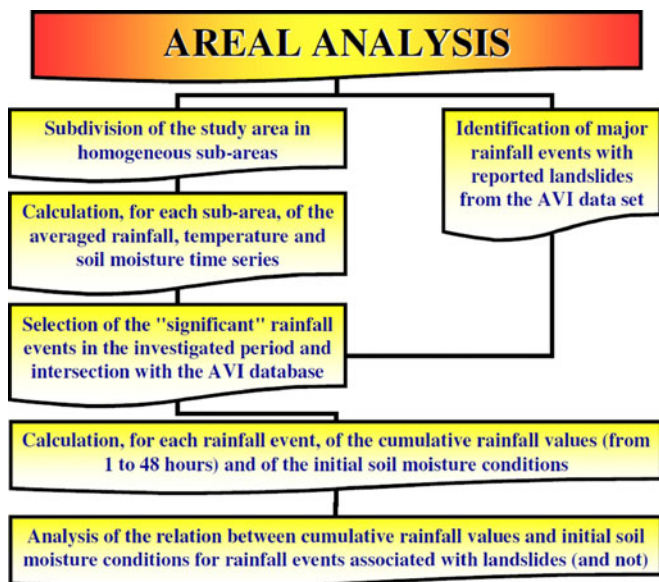 AREAL ANALYSIS
Subdivision of the study area in
homogeneous sub-areas
Identification of major
rainfall events with
reported landslides
from the AVI data set
Calculation, for each sub-area, of the
averaged rainfall, temperature and
soil moisture time series
Selection of the "significant" rainfall
events in the investigated period and
intersection with the AVI database
Calculation, for each rainfall event, of the cumulative rainfall values (from
1 to 48 hours) and of the initial soil moisture conditions
Analysis of the relation between cumulative rainfall values and initial soil
moisture conditions for rainfall events associated with landslides (and not)